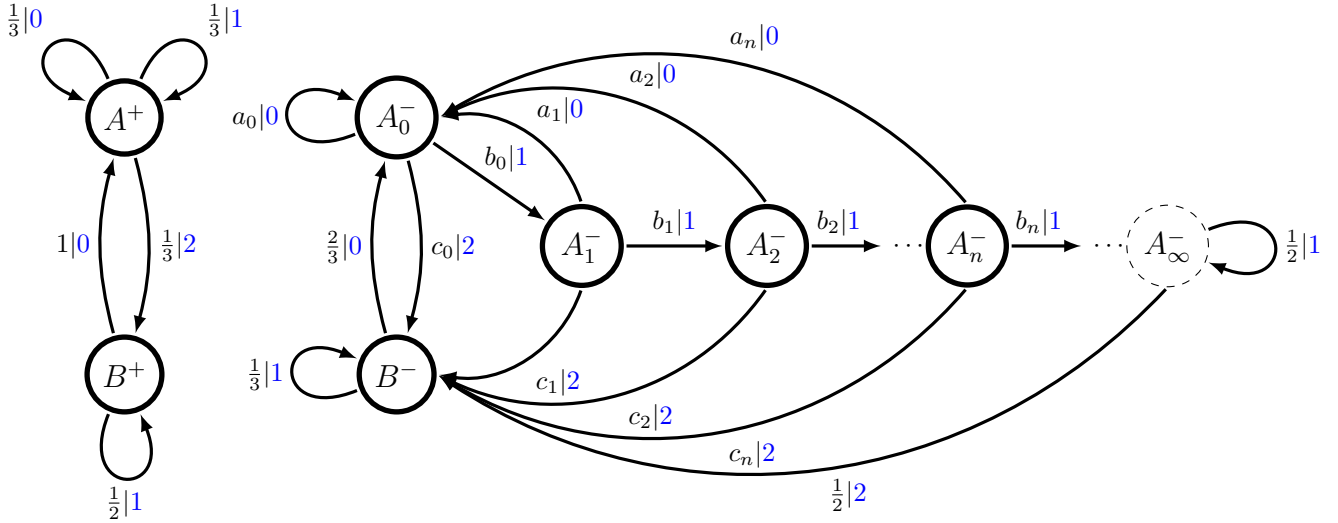 1/3|0
1/3|1
A^+
1|0
1/3|2
B^+
1/2|1
a_0|0
A_0^-
b_0|1
2/3|0
c_0|2
1/3|1
B^-
a_n|0
a_2|0
a_1|0
A_1^-
b_1|1
A_2^-
b_2|1
...
A_n^-
b_n|1
...
A_∞^-
1/2|1
c_1|2
c_2|2
c_n|2
1/2|2